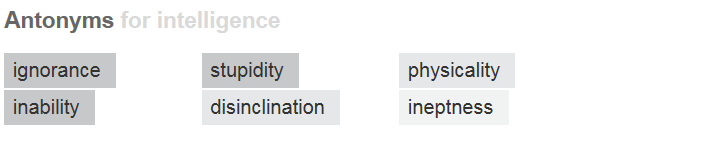 Antonyms for intelligence
ignorance stupidity physicality
inability disinclination ineptness